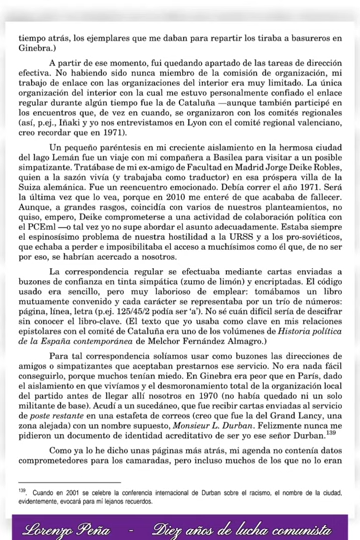 tiempo atrás, los ejemplares que me daban para repartir los tiraba a basureros en
Ginebra.)
A partir de ese momento, fui quedando apartado de las tareas de dirección
efectiva. No habiendo sido nunca miembro de la comisión de organización, mi
trabajo de enlace con las organizaciones del interior era muy limitado. La única
organización del interior con la cual me estuvo personalmente confiado el enlace
regular durante algún tiempo fue la de Cataluña —aunque también participé en
los encuentros que, de vez en cuando, se organizaron con los comités regionales
(así, p.ej., Iñaki y yo nos entrevistamos en Lyon con el comité regional valenciano,
creo recordar que en 1971).
Un pequeño paréntesis en mi creciente aislamiento en la hermosa ciudad
del lago Lemán fue un viaje con mi compañera a Basilea para visitar a un posible
simpatizante. Tratábase de mi ex-amigo de Facultad en Madrid Jorge Deike Robles,
quien a la sazón vivía (y trabajaba como traductor) en esa próspera villa de la
Suiza alemánica. Fue un reencuentro emocionado. Debía correr el año 1971. Será
la última vez que lo vea, porque en 2010 me enteré de que acababa de fallecer.
Aunque, a grandes rasgos, coincidía con varios de nuestros planteamientos, no
quiso, empero, Deike comprometerse a una actividad de colaboración política con
el PCEml —o tal vez yo no supe abordar el asunto adecuadamente. Estaba siempre
el espinosísimo problema de nuestra hostilidad a la URSS y a los pro-soviéticos,
que echaba a perder e imposibilitaba el acceso a muchísimos como él que, de no ser
por eso, se habrían acercado a nosotros.
La correspondencia regular se efectuaba mediante cartas enviadas a
buzones de confianza en tinta simpática (zumo de limón) y encriptadas. El código
usado era sencillo, pero muy laborioso de emplear: tomábamos un libro
mutuamente convenido y cada carácter se representaba por un trío de números:
página, línea, letra (p.ej. 125/45/2 podía ser ‘a’). No sé cuán difícil sería de descifrar
sin conocer el libro-clave. (El texto que yo usaba como clave en mis relaciones
epistolares con el comité de Cataluña era uno de los volúmenes de Historia política
de la España contemporánea de Melchor Fernández Almagro.)
Para tal correspondencia solíamos usar como buzones las direcciones de
amigos o simpatizantes que aceptaban prestarnos ese servicio. No era nada fácil
conseguirlo, porque muchos tenían miedo. En Ginebra era peor que en París, dado
el aislamiento en que vivíamos y el desmoronamiento total de la organización local
del partido antes de llegar allí nosotros en 1970 (no había quedado ni un solo
militante de base). Acudí a un sucedáneo, que fue recibir cartas enviadas al servicio
de poste restante en una estafeta de correos (creo que fue la del Grand Lancy, una
zona alejada) con un nombre supuesto, Monsieur L. Durban. Felizmente nunca me
pidieron un documento de identidad acreditativo de ser yo ese señor Durban.139
Como ya lo he dicho unas páginas más atrás, mi agenda no contenía datos
comprometedores para los camaradas, pero incluso muchos de los que no lo eran
139 Cuando en 2001 se celebre la conferencia internacional de Durban sobre el racismo, el nombre de la ciudad,
evidentemente, evocará para mí lejanos recuerdos.
Lorenzo Peña - Diez años de lucha comunista